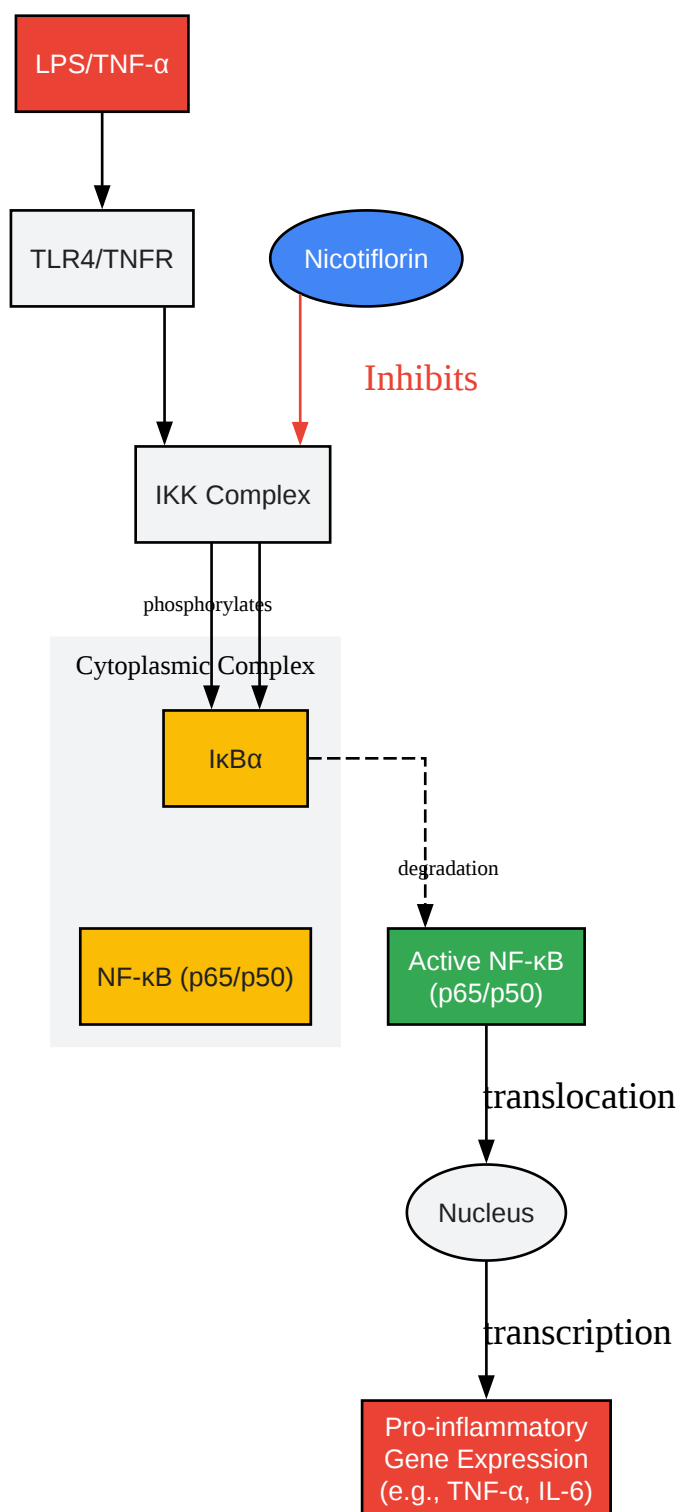 LPS/TNF-α
TLR4/TNFR
Nicotiflorin
Inhibits
IKK Complex
phosphorylates
Cytoplasmic Complex
IκBα
degradation
NF-κB (p65/p50)
Active NF-κB
(p65/p50)
translocation
Nucleus
transcription
Pro-inflammatory
Gene Expression
(e.g., TNF-α, IL-6)